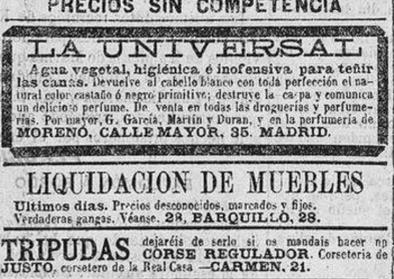 PRECIOS SIN COMPETENCIA
LA UNIVERSAL
Agua vegetal, higiénica é inofensiva para teñir
las canas. Devuelve al cabello blanco con toda perfección el na-
tural color castaño ó negro primitivo; destruye la caspa y comunica
un delicioso perfume. De venta en todas las droguerías y perfume-
rías. Por mayor, G. García, Martín y Duran, y en la perfumería de
MORENO, CALLE MAYOR, 35. MADRID.
LIQUIDACION DE MUEBLES
Ultimos días. Precios desconocidos, marcados y fijos.
Verdaderas gangas. Véanse. 28, BARQUILLO, 28.
TRIPUDAS dejaréis de serlo si os mandais hacer un
CORSE REGULADOR. Corseteria de
JUSTO, corsetero de la Real Casa —CARMEN, 21.